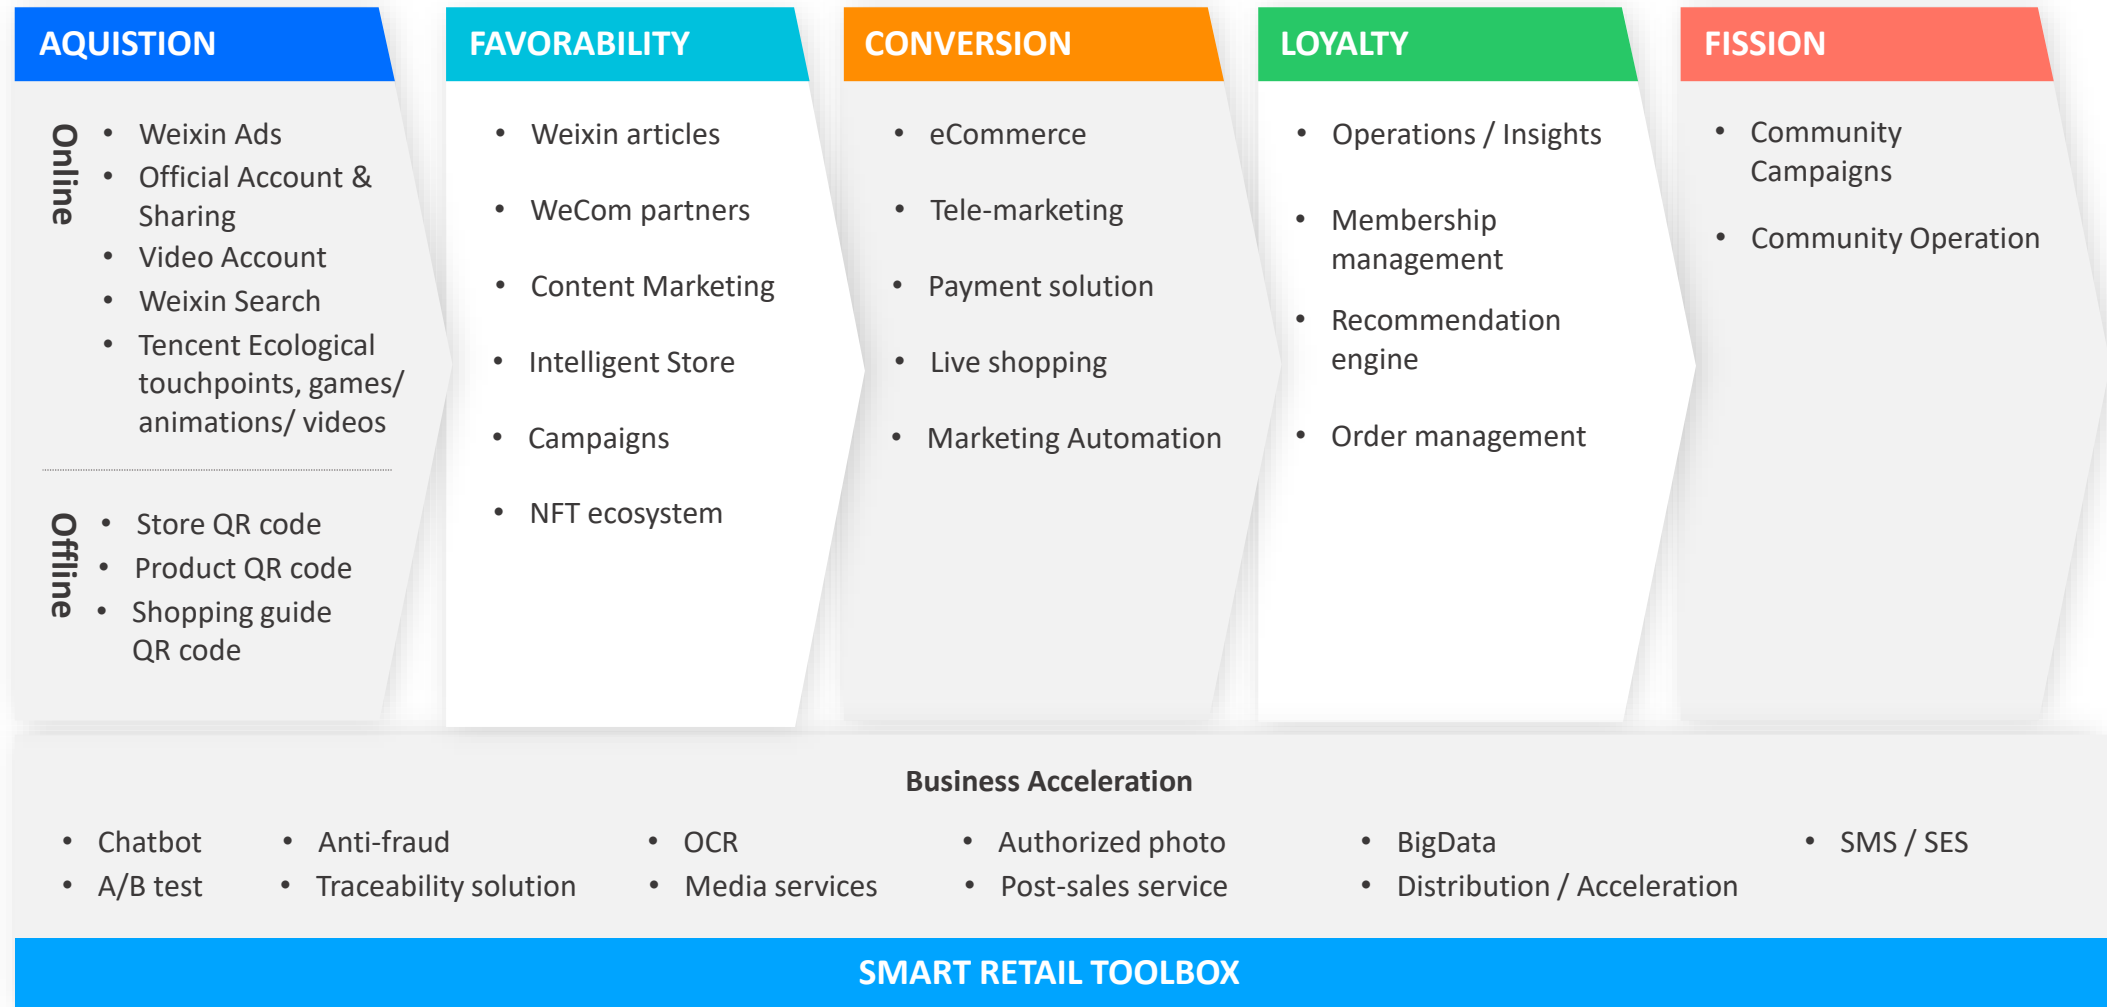 AQUISTION
Online
• Weixin Ads
• Official Account &
Sharing
• Video Account
• Weixin Search
• Tencent Ecological
touchpoints, games/
animations/ videos
Offline
• Store QR code
• Product QR code
• Shopping guide
QR code
FAVORABILITY
• Weixin articles
• WeCom partners
• Content Marketing
• Intelligent Store
• Campaigns
• NFT ecosystem
CONVERSION
• eCommerce
• Tele-marketing
• Payment solution
• Live shopping
• Marketing Automation
LOYALTY
• Operations / Insights
• Membership
management
• Recommendation
engine
• Order management
FISSION
• Community
Campaigns
• Community Operation
Business Acceleration
• Chatbot
• A/B test
• Anti-fraud
• Traceability solution
• OCR
• Media services
• Authorized photo
• Post-sales service
• BigData
• Distribution / Acceleration
• SMS / SES
SMART RETAIL TOOLBOX